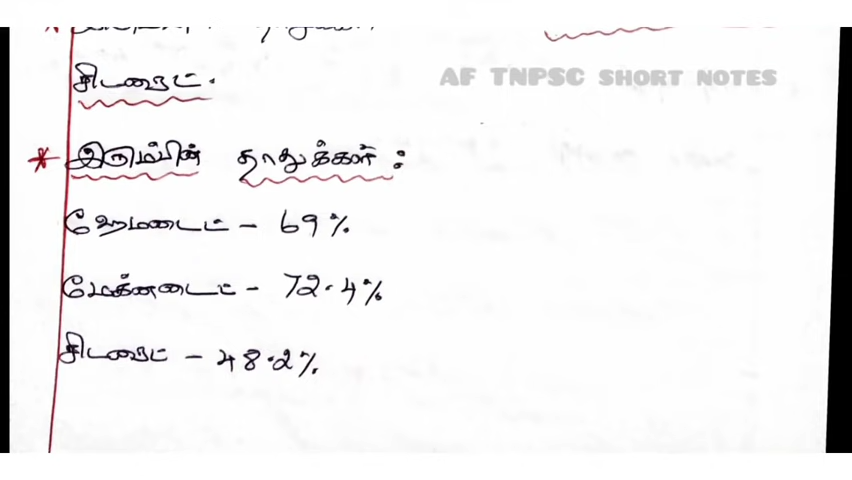 சிடரைட்.
AF TNPSC SHORT NOTES
* இரும்பின் தாதுக்கள் :
ஹேமடைட் - 69%
மேக்னடைட் - 72.4%
சிடரைட் - 48.2%